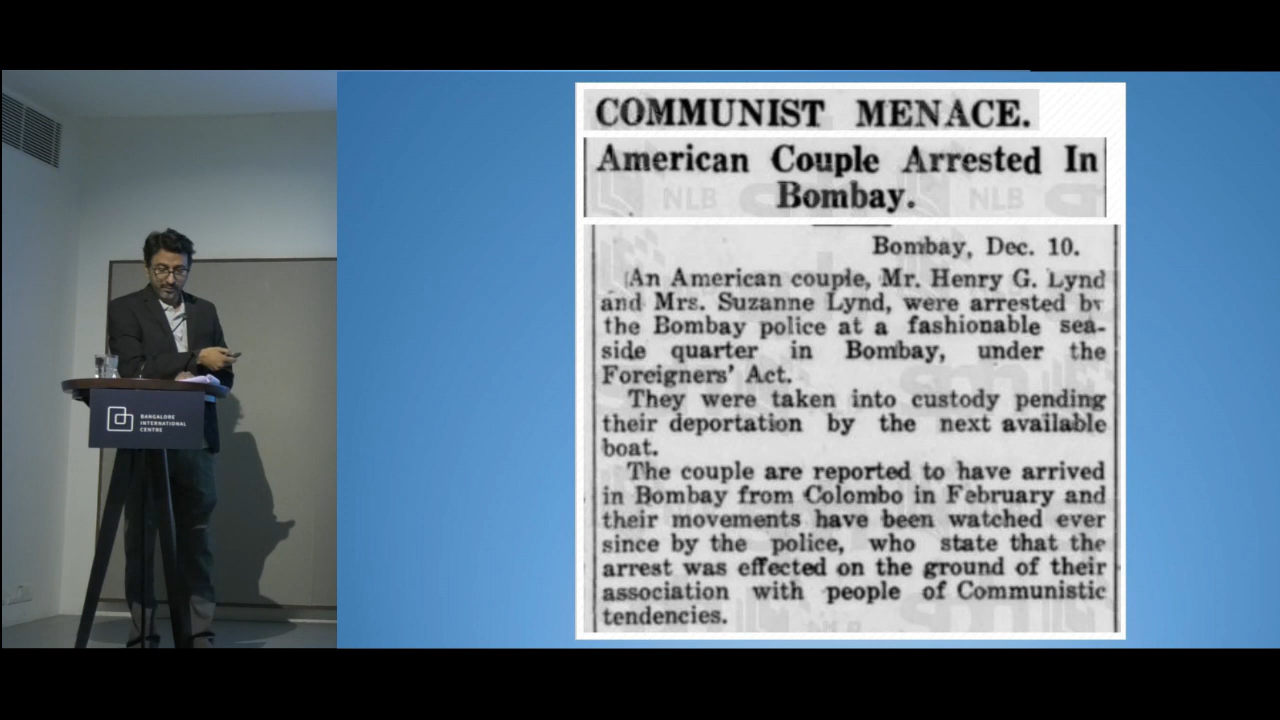 BANGALORE
INTERNATIONAL
CENTRE
COMMUNIST MENACE.
American Couple Arrested In
Bombay.
NLB NLB
Bombay, Dec. 10.
An American couple, Mr. Henry G. Lynd
and Mrs. Suzanne Lynd, were arrested by
the Bombay police at a fashionable sea-
side quarter in Bombay, under the
Foreigners' Act.
They were taken into custody pending
their deportation by the next available
boat.
The couple are reported to have arrived
in Bombay from Colombo in February and
their movements have been watched ever
since by the police, who state that the
arrest was effected on the ground of their
association with people of Communistic
tendencies.